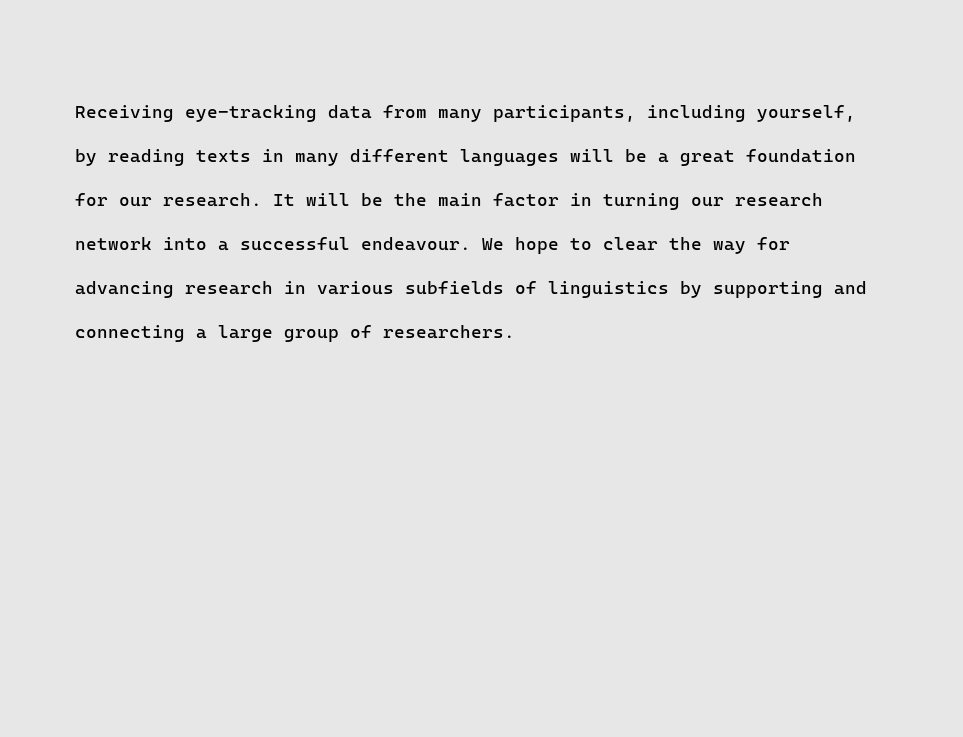 Receiving eye-tracking data from many participants, including yourself,
by reading texts in many different languages will be a great foundation
for our research. It will be the main factor in turning our research
network into a successful endeavour. We hope to clear the way for
advancing research in various subfields of linguistics by supporting and
connecting a large group of researchers.